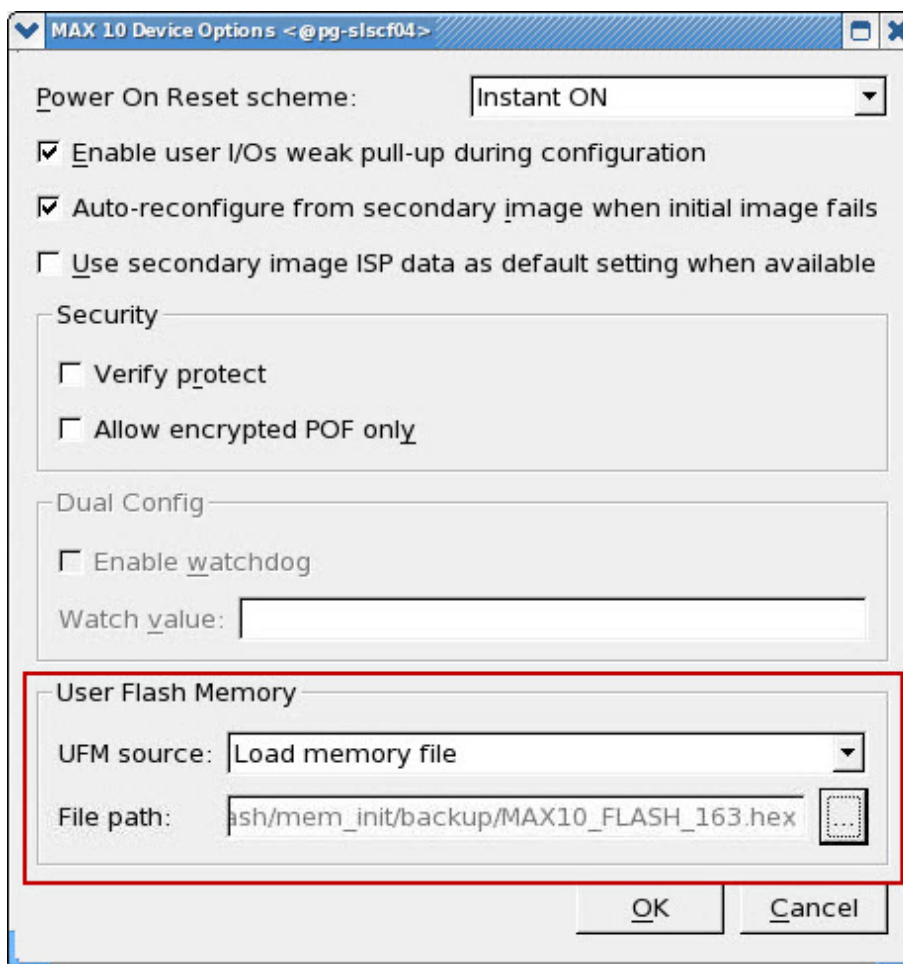 MAX 10 Device Options <@pg-slscf04>
Power On Reset scheme: Instant ON
Enable user I/Os weak pull-up during configuration
Auto-reconfigure from secondary image when initial image fails
Use secondary image ISP data as default setting when available
Security
Verify protect
Allow encrypted POF only
Dual Config
Enable watchdog
Watch value:
User Flash Memory
UFM source: Load memory file
File path: ash/mem_init/backup/MAX10_FLASH_163.hex ...
OK Cancel